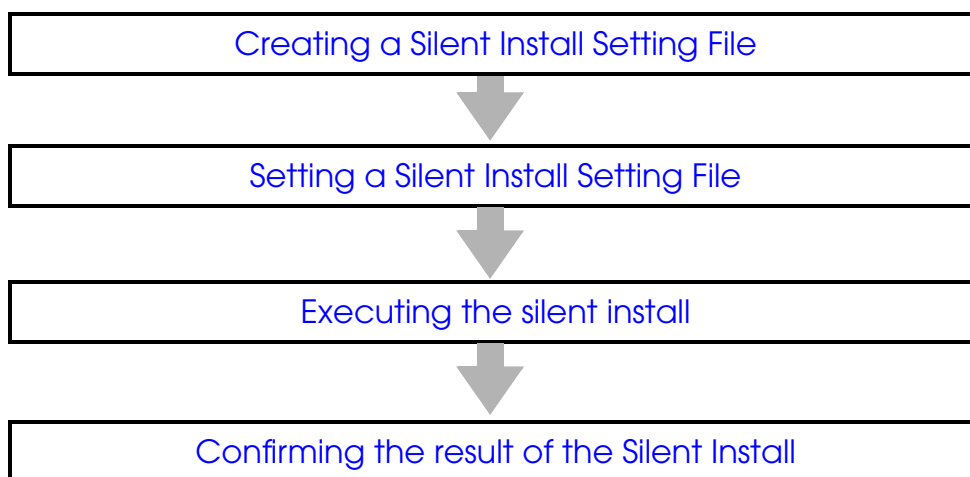 Creating a Silent Install Setting File
Setting a Silent Install Setting File
Executing the silent install
Confirming the result of the Silent Install